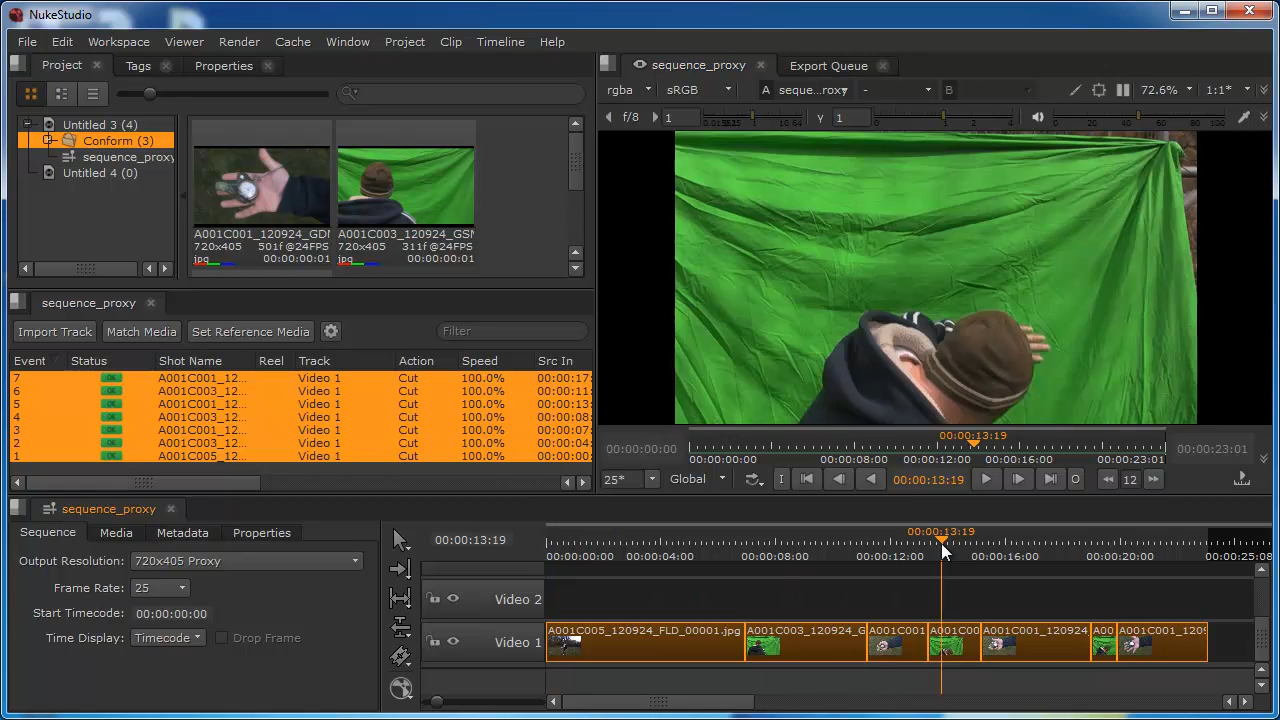 NukeStudio
File Edit Workspace Viewer Render Cache Window Project Clip Timeline Help
Project Tags Properties
sequence_proxy Export Queue
rgba sRGB A seque...roxy - B 72.6% 1:1*
f/8 1 Y 1
Untitled 3 (4)
Conform (3)
sequence_proxy
Untitled 4 (0)
A001C001_120924_GDM
720x405 501f @24FPS
jpg 00:00:00:01
A001C003_120924_GSM
720x405 311f @24FPS
jpg 00:00:00:01
sequence_proxy
Import Track Match Media Set Reference Media Filter
Event Status Shot Name Reel Track Action Speed Src In
7 OK A001C001_12... Video 1 Cut 100.0% 00:00:17:
6 OK A001C003_12... Video 1 Cut 100.0% 00:00:11:
5 OK A001C001_12... Video 1 Cut 100.0% 00:00:13:
4 OK A001C003_12... Video 1 Cut 100.0% 00:00:08:
3 OK A001C001_12... Video 1 Cut 100.0% 00:00:07:
2 OK A001C003_12... Video 1 Cut 100.0% 00:00:04:
1 OK A001C005_12... Video 1 Cut 100.0% 00:00:00:
00:00:13:19
00:00:00:00 00:00:23:01
00:00:00:00 00:00:08:00 00:00:12:00 00:00:16:00 00:00:23:01
25* Global I 00:00:13:19 O 12
sequence_proxy
Sequence Media Metadata Properties
Output Resolution: 720x405 Proxy
Frame Rate: 25
Start Timecode: 00:00:00:00
Time Display: Timecode Drop Frame
00:00:13:19
00:00:13:19
00:00:00:00 00:00:04:00 00:00:08:00 00:00:12:00 00:00:16:00 00:00:20:00 00:00:25:08
Video 2
Video 1
A001C005_120924_FLD_00001.jpg A001C003_120924_G A001C001 A001C00 A001C001_120924_ A00 A001C001_1209